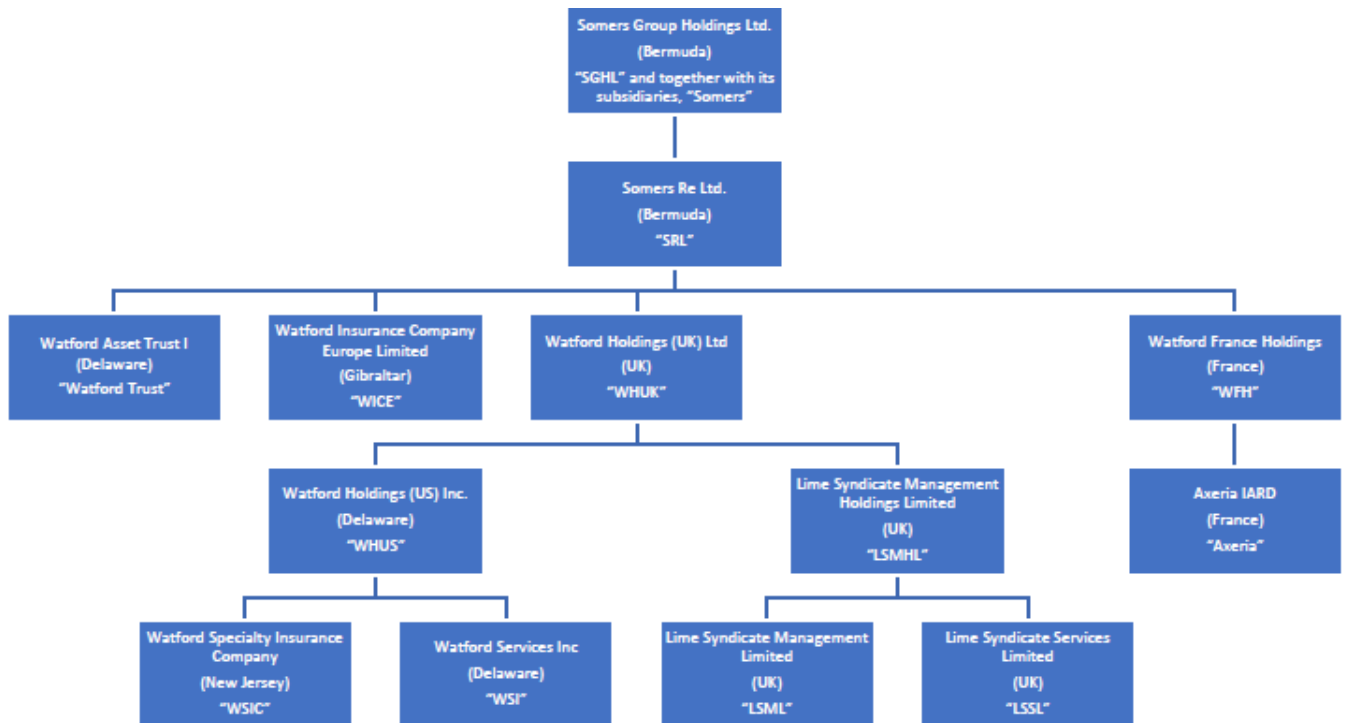 Somers Group Holdings Ltd.
(Bermuda)
“SGHL” and together with its
subsidiaries, “Somers”
Somers Re Ltd.
(Bermuda)
“SRL”
Watford Asset Trust I
(Delaware)
“Watford Trust”
Watford Insurance Company
Europe Limited
(Gibraltar)
“WICE”
Watford Holdings (UK) Ltd
(UK)
“WHUK”
Watford France Holdings
(France)
“WFH”
Watford Holdings (US) Inc.
(Delaware)
“WHUS”
Lime Syndicate Management
Holdings Limited
(UK)
“LSMHL”
Axeria IARD
(France)
“Axeria”
Watford Specialty Insurance
Company
(New Jersey)
“WSIC”
Watford Services Inc
(Delaware)
“WSI”
Lime Syndicate Management
Limited
(UK)
“LSML”
Lime Syndicate Services
Limited
(UK)
“LSSL”